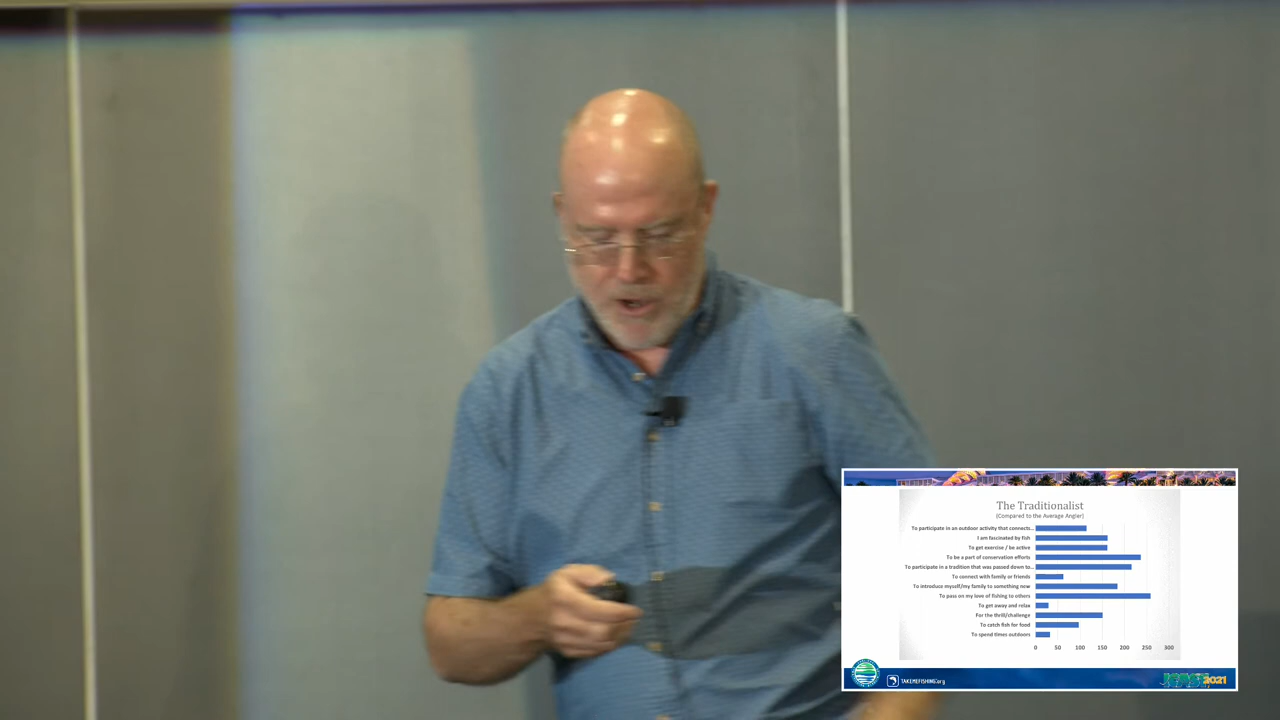 The Traditionalist
(Compared to the Average Angler)
To participate in an outdoor activity that connects...
I am fascinated by fish
To get exercise / be active
To be a part of conservation efforts
To participate in a tradition that was passed down to...
To connect with family or friends
To introduce myself/my family to something new
To pass on my love of fishing to others
To get away and relax
For the thrill/challenge
To catch fish for food
To spend times outdoors
0 50 100 150 200 250 300
TAKEMEFISHING.org
ICAST 2021